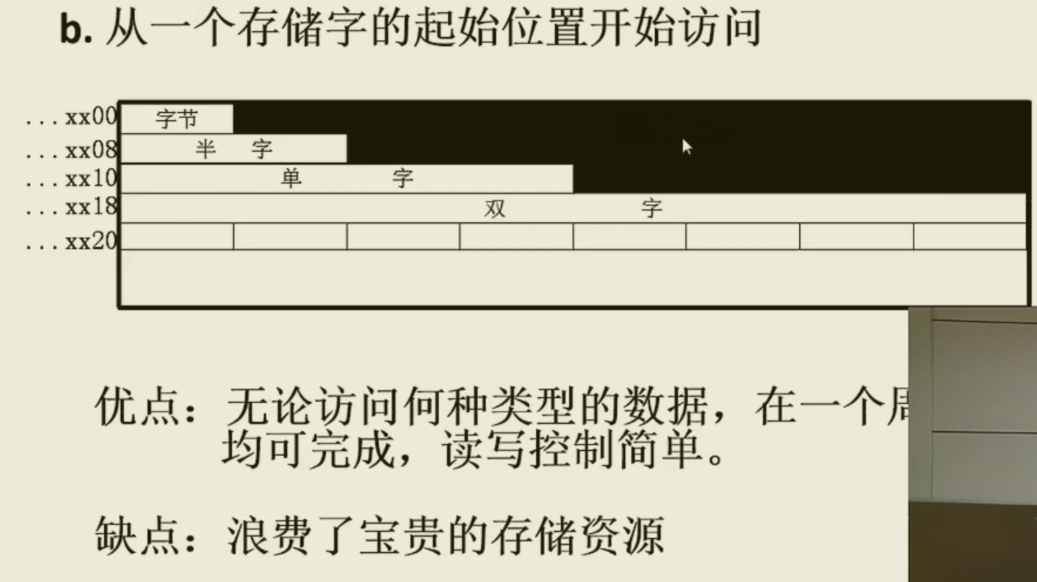 b. 从一个存储字的起始位置开始访问
...xx00 字节
...xx08 半 字
...xx10 单 字
...xx18 双 字
...xx20
优点：无论访问何种类型的数据，在一个
均可完成，读写控制简单。
缺点：浪费了宝贵的存储资源